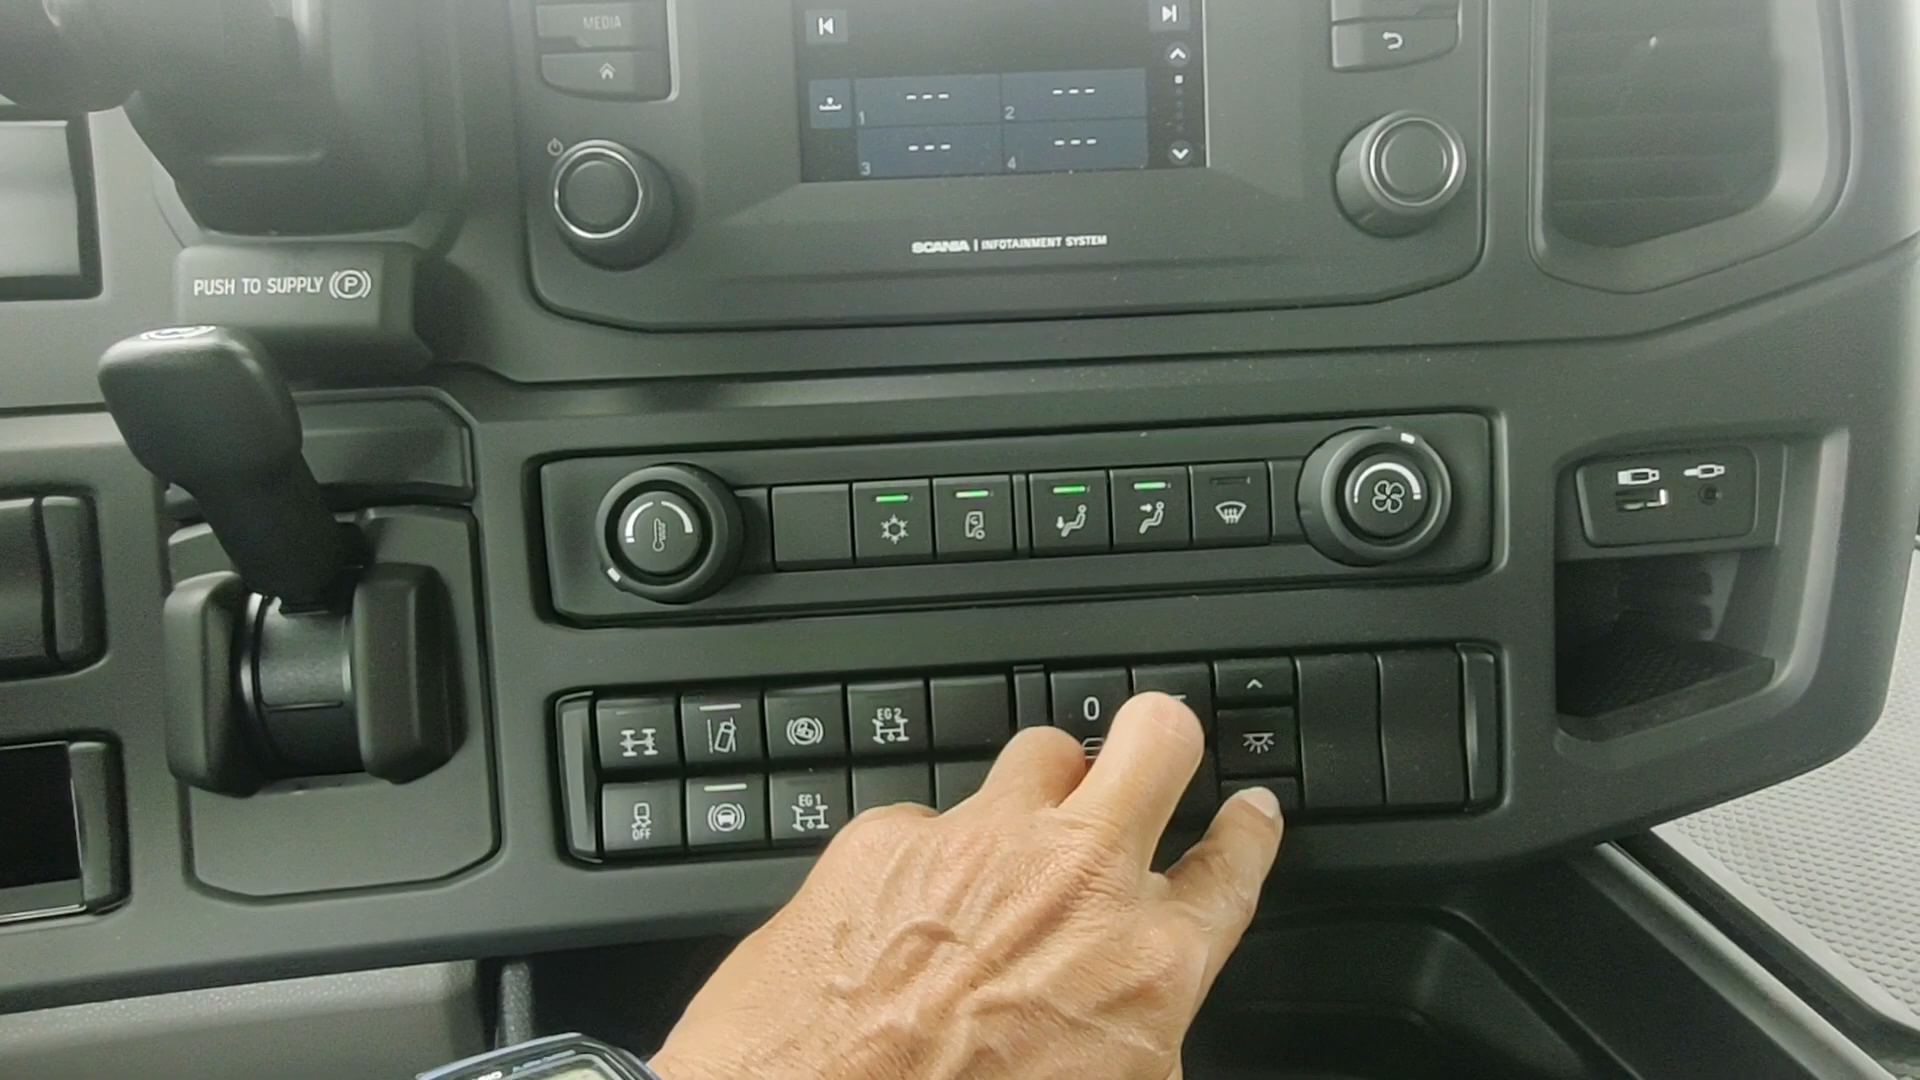 MEDIA
1 ---
2 ---
3 ---
4 ---
SCANIA | INFOTAINMENT SYSTEM
PUSH TO SUPPLY (P)
EG 2
0
OFF
EG 1